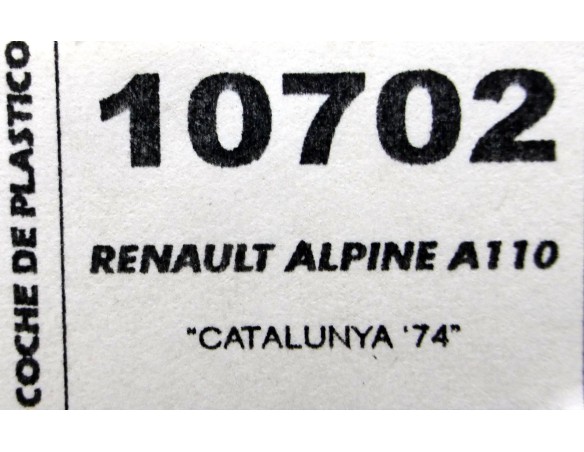 COCHE DE PLASTICO
10702
RENAULT ALPINE A110
"CATALUNYA '74"